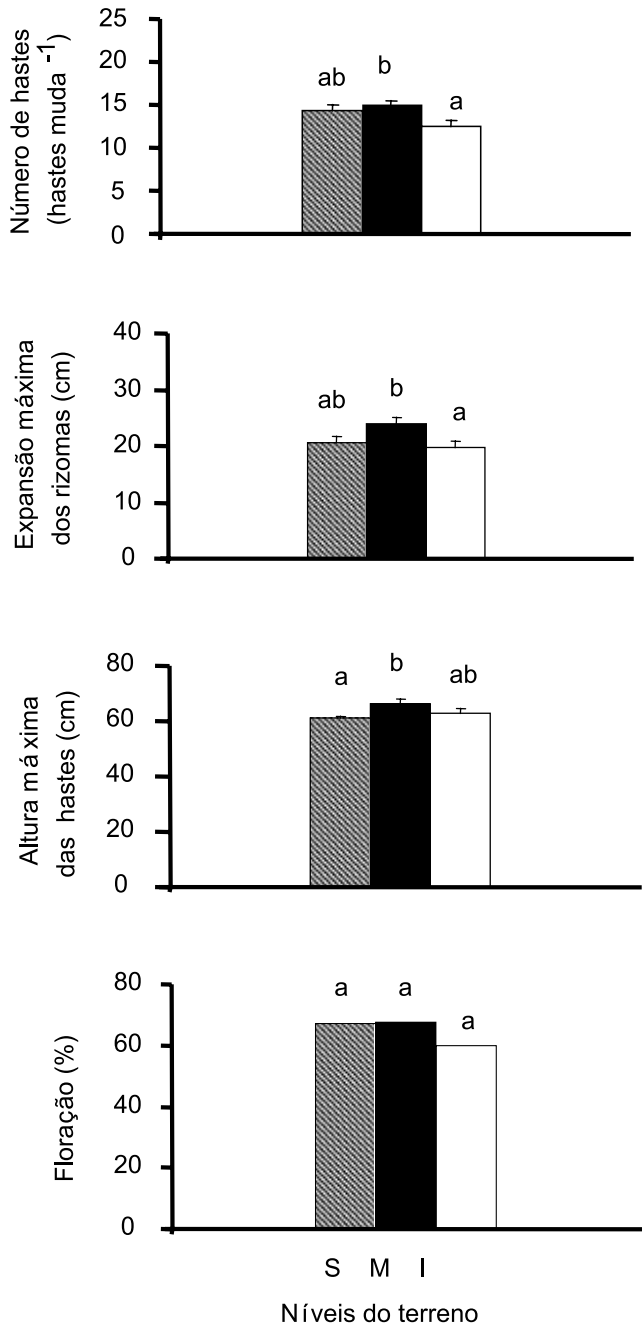 Número de hastes
(hastes muda -1)
25
20
15
10
5
0
ab
b
a
Expansão máxima
dos rizomas (cm)
40
30
20
10
0
ab
b
a
Altura máxima
das hastes (cm)
80
60
40
20
0
a
b
ab
Floração (%)
80
60
40
20
0
a
a
a
S M I
Níveis do terreno